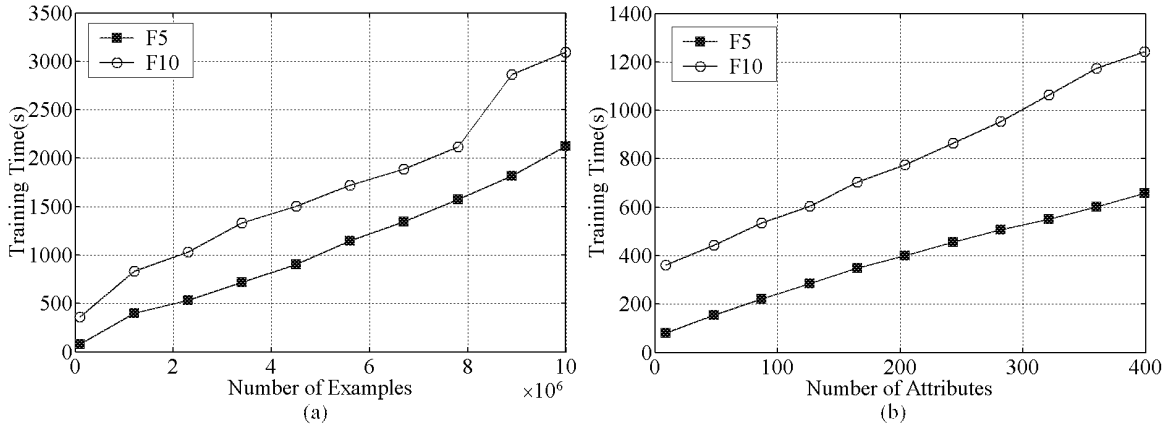 3500
3000
2500
2000
1500
1000
500
0
Training Time(s)
F5
F10
0 2 4 6 8 10
Number of Examples
×10⁶
(a)
1400
1200
1000
800
600
400
200
0
Training Time(s)
F5
F10
0 100 200 300 400
Number of Attributes
(b)